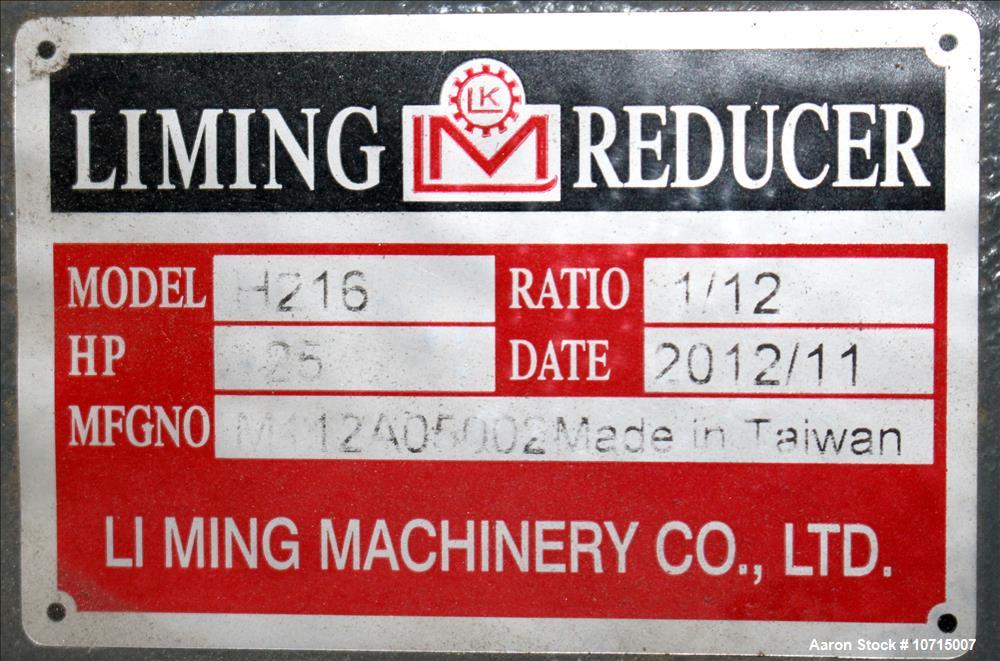 LIMING LK LM REDUCER
MODEL H216 RATIO 1/12
HP 25 DATE 2012/11
MFGNO Made in Taiwan
LI MING MACHINERY CO., LTD.
Aaron Stock # 10715007